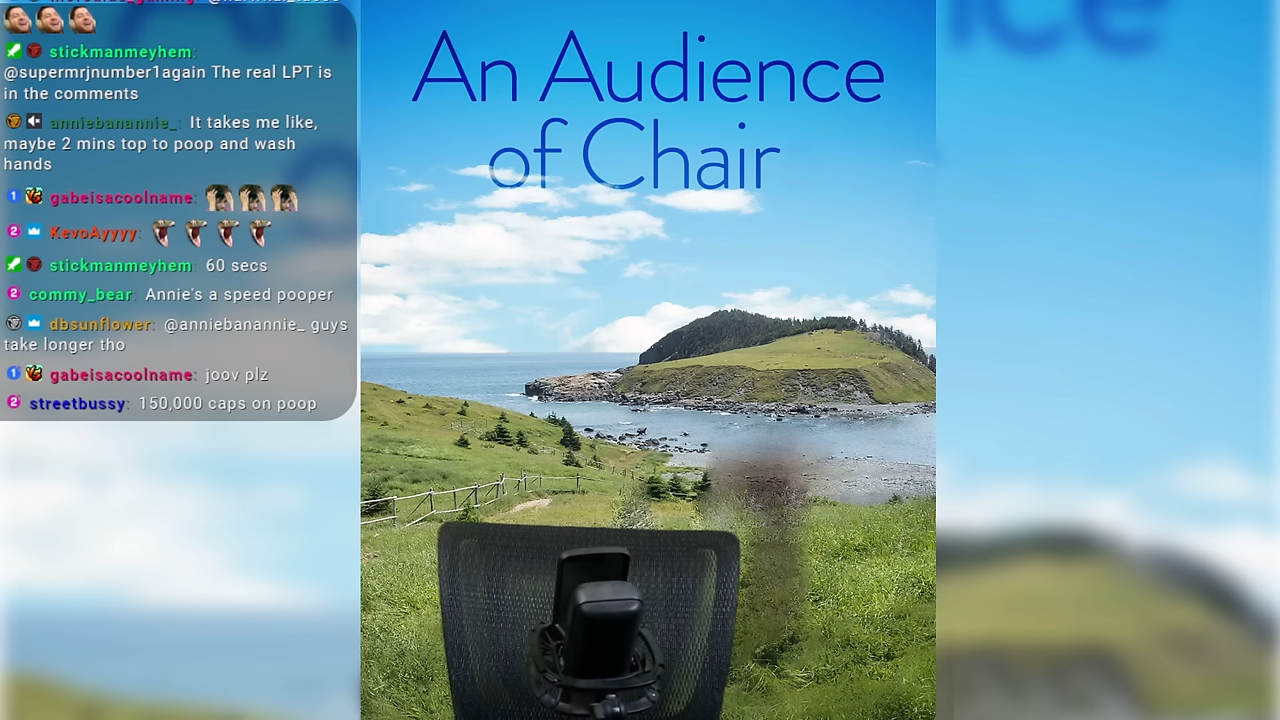 stickmanmeyhem:
@supermrjnumber1again The real LPT is
in the comments
anniebanannie_: It takes me like,
maybe 2 mins top to poop and wash
hands
gabeisacoolname:
KevoAyyyy:
stickmanmeyhem: 60 secs
commy_bear: Annie's a speed pooper
dbsunflower: @anniebanannie_ guys
take longer tho
gabeisacoolname: joov plz
streetbussy: 150,000 caps on poop
An Audience
of Chair